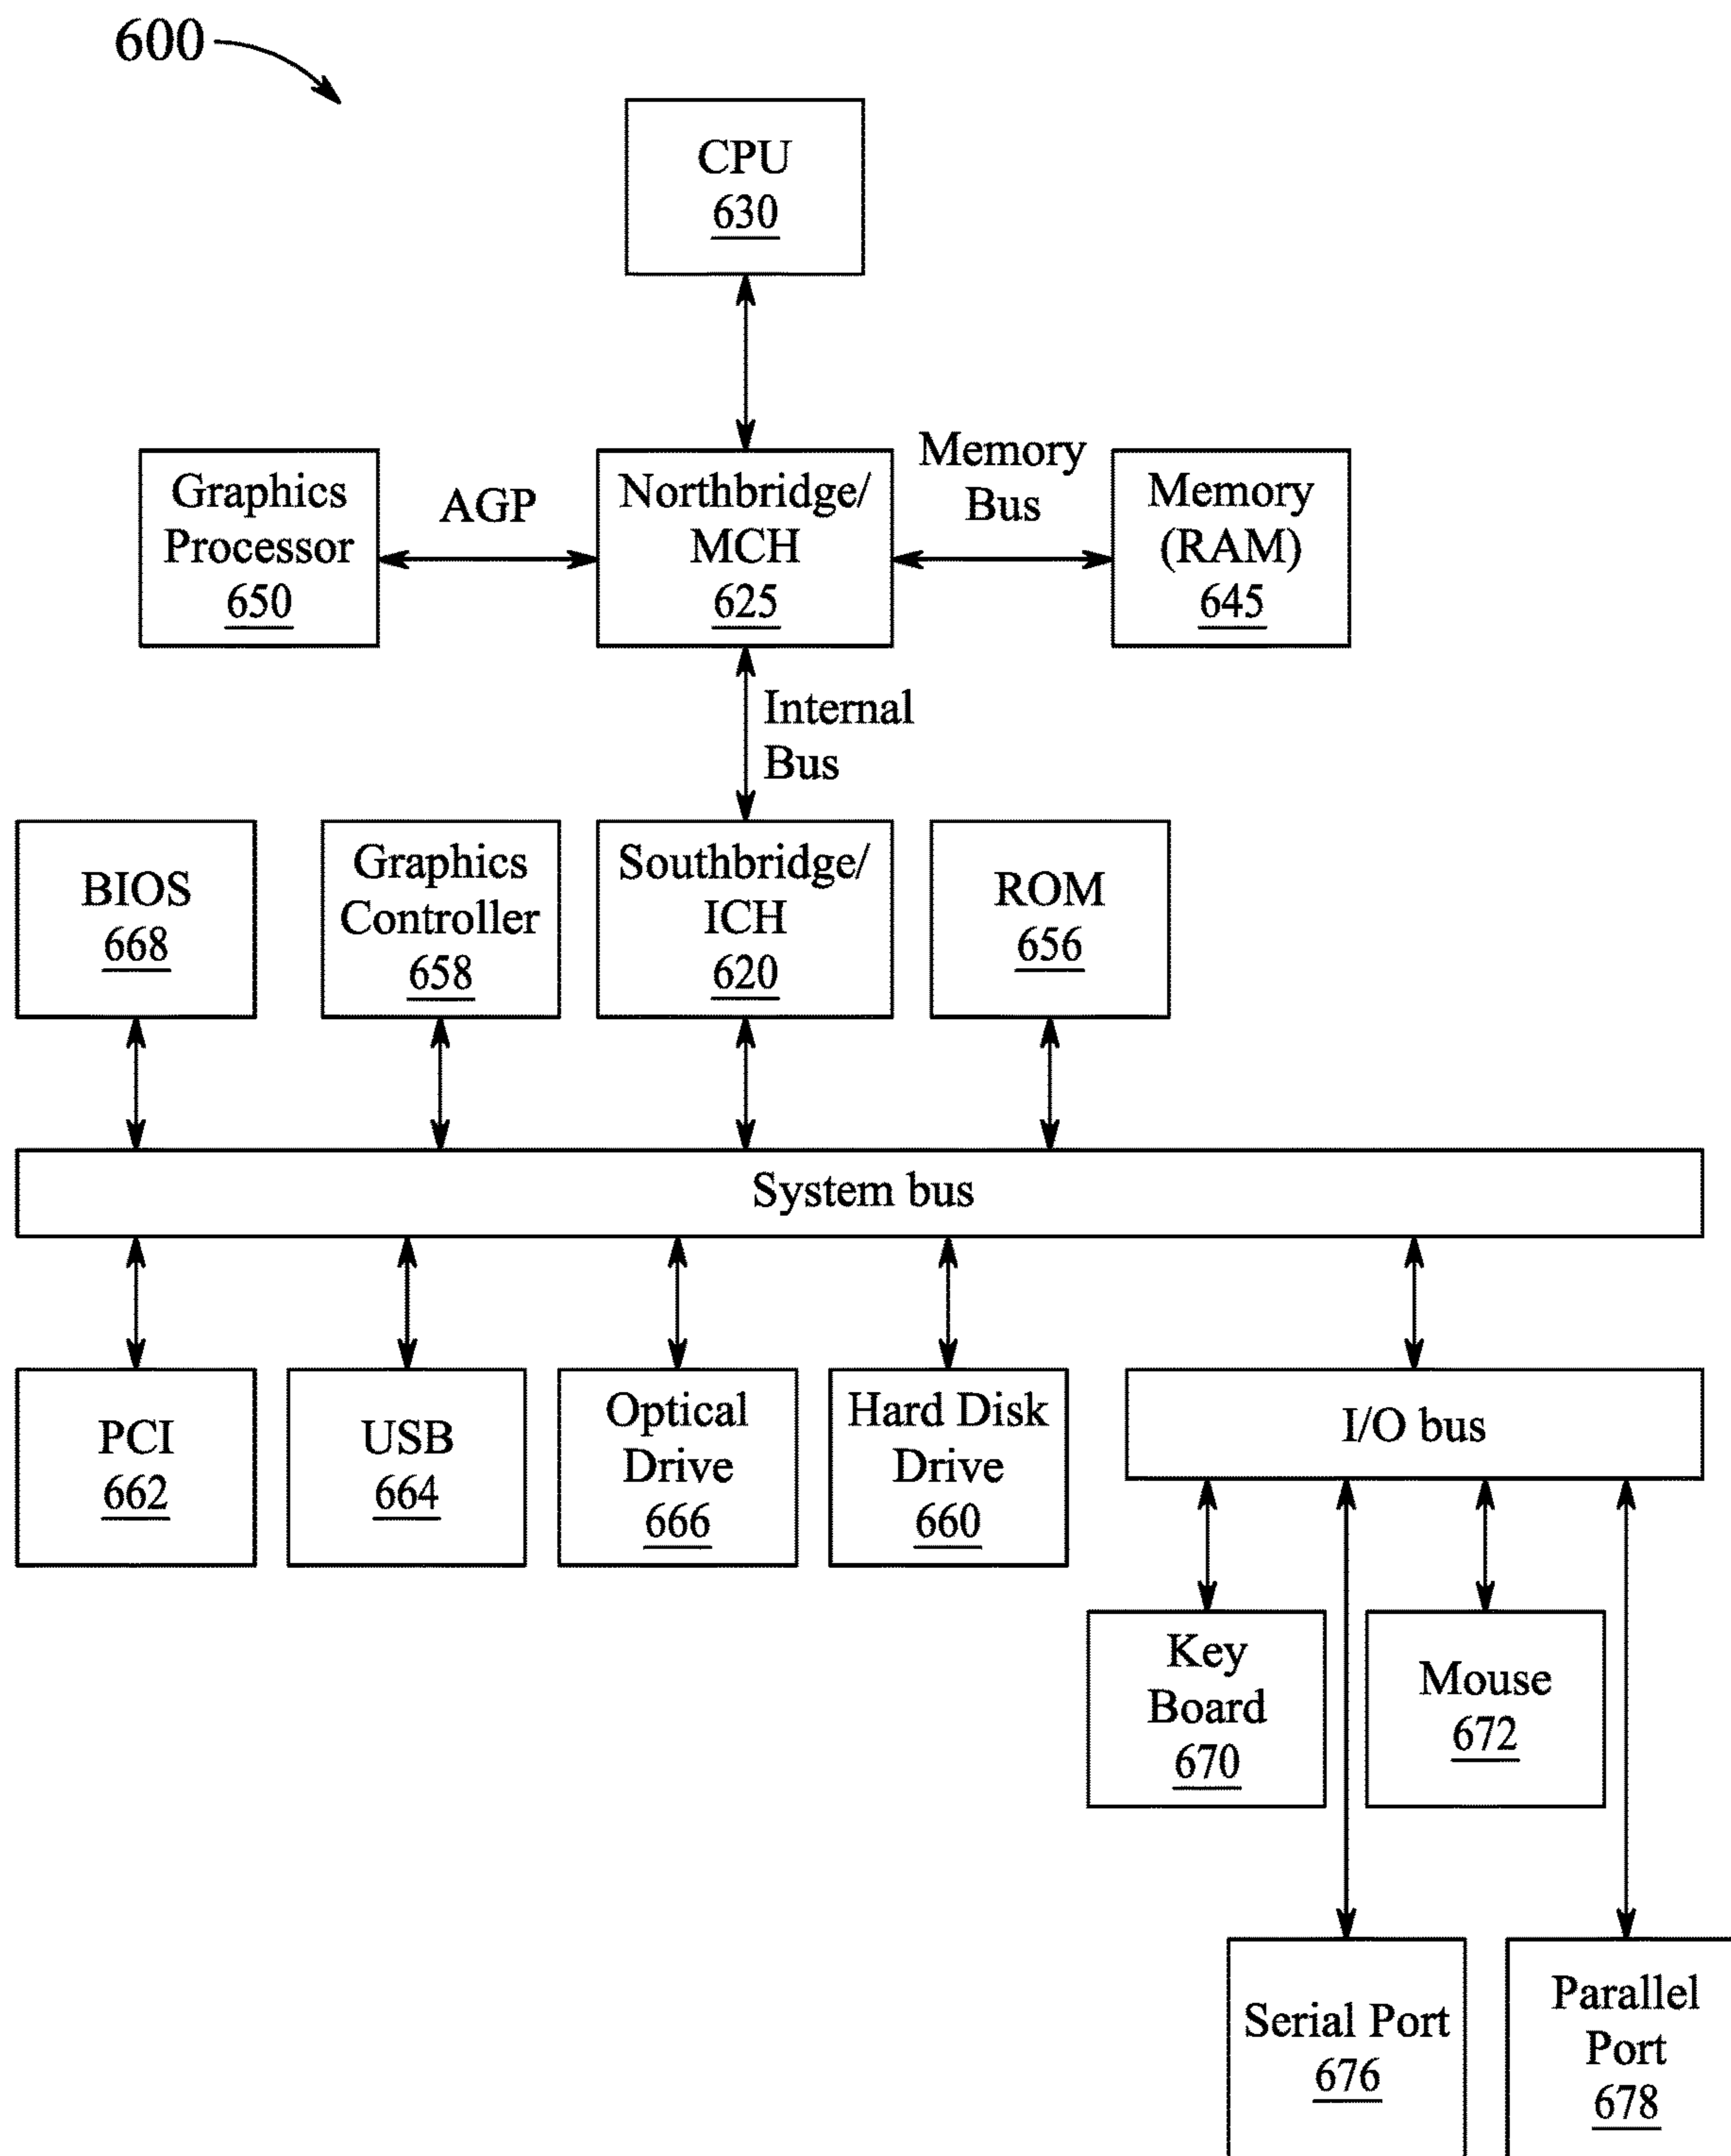 600
CPU
630
Graphics
Processor
650
AGP
Northbridge/
MCH
625
Memory
Bus
Memory
(RAM)
645
Internal
Bus
BIOS
668
Graphics
Controller
658
Southbridge/
ICH
620
ROM
656
System bus
PCI
662
USB
664
Optical
Drive
666
Hard Disk
Drive
660
I/O bus
Key
Board
670
Mouse
672
Serial Port
676
Parallel
Port
678